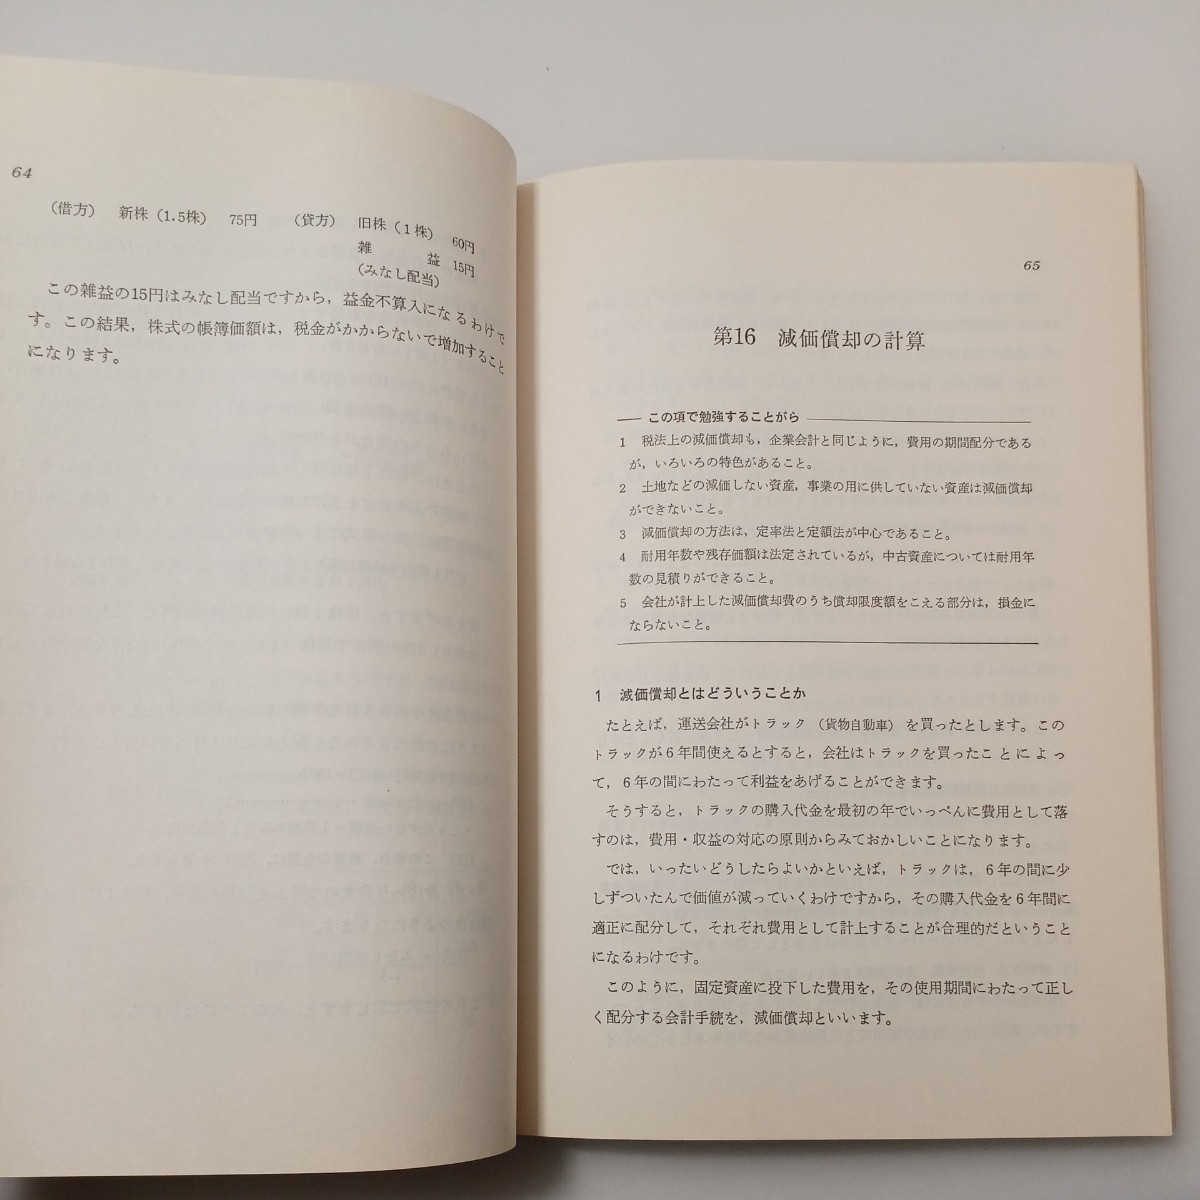 64
(借方) 新株(1.5株) 75円 (貸方) 旧株(1株) 60円
雑 益 15円
(みなし配当)
この雑益の15円はみなし配当ですから，益金不算入になるわけで
す。この結果，株式の帳簿価額は，税金がかからないで増加すること
になります。
65
第16 減価償却の計算
この項で勉強することがら
1 税法上の減価償却も，企業会計と同じように，費用の期間配分である
が，いろいろの特色があること。
2 土地などの減価しない資産，事業の用に供していない資産は減価償却
ができないこと。
3 減価償却の方法は，定率法と定額法が中心であること。
4 耐用年数や残存価額は法定されているが，中古資産については耐用年
数の見積りができること。
5 会社が計上した減価償却費のうち償却限度額をこえる部分は，損金に
ならないこと。
1 減価償却とはどういうことか
たとえば，運送会社がトラック（貨物自動車）を買ったとします。この
トラックが6年間使えるとすると，会社はトラックを買ったことによっ
て，6年の間にわたって利益をあげることができます。
そうすると，トラックの購入代金を最初の年でいっぺんに費用として落
すのは，費用・収益の対応の原則からみておかしいことになります。
では，いったいどうしたらよいかといえば，トラックは，6年の間に少
しずついたんで価値が減っていくわけですから，その購入代金を6年間に
適正に配分して，それぞれ費用として計上することが合理的だということ
になるわけです。
このように，固定資産に投下した費用を，その使用期間にわたって正し
く配分する会計手続を，減価償却といいます。